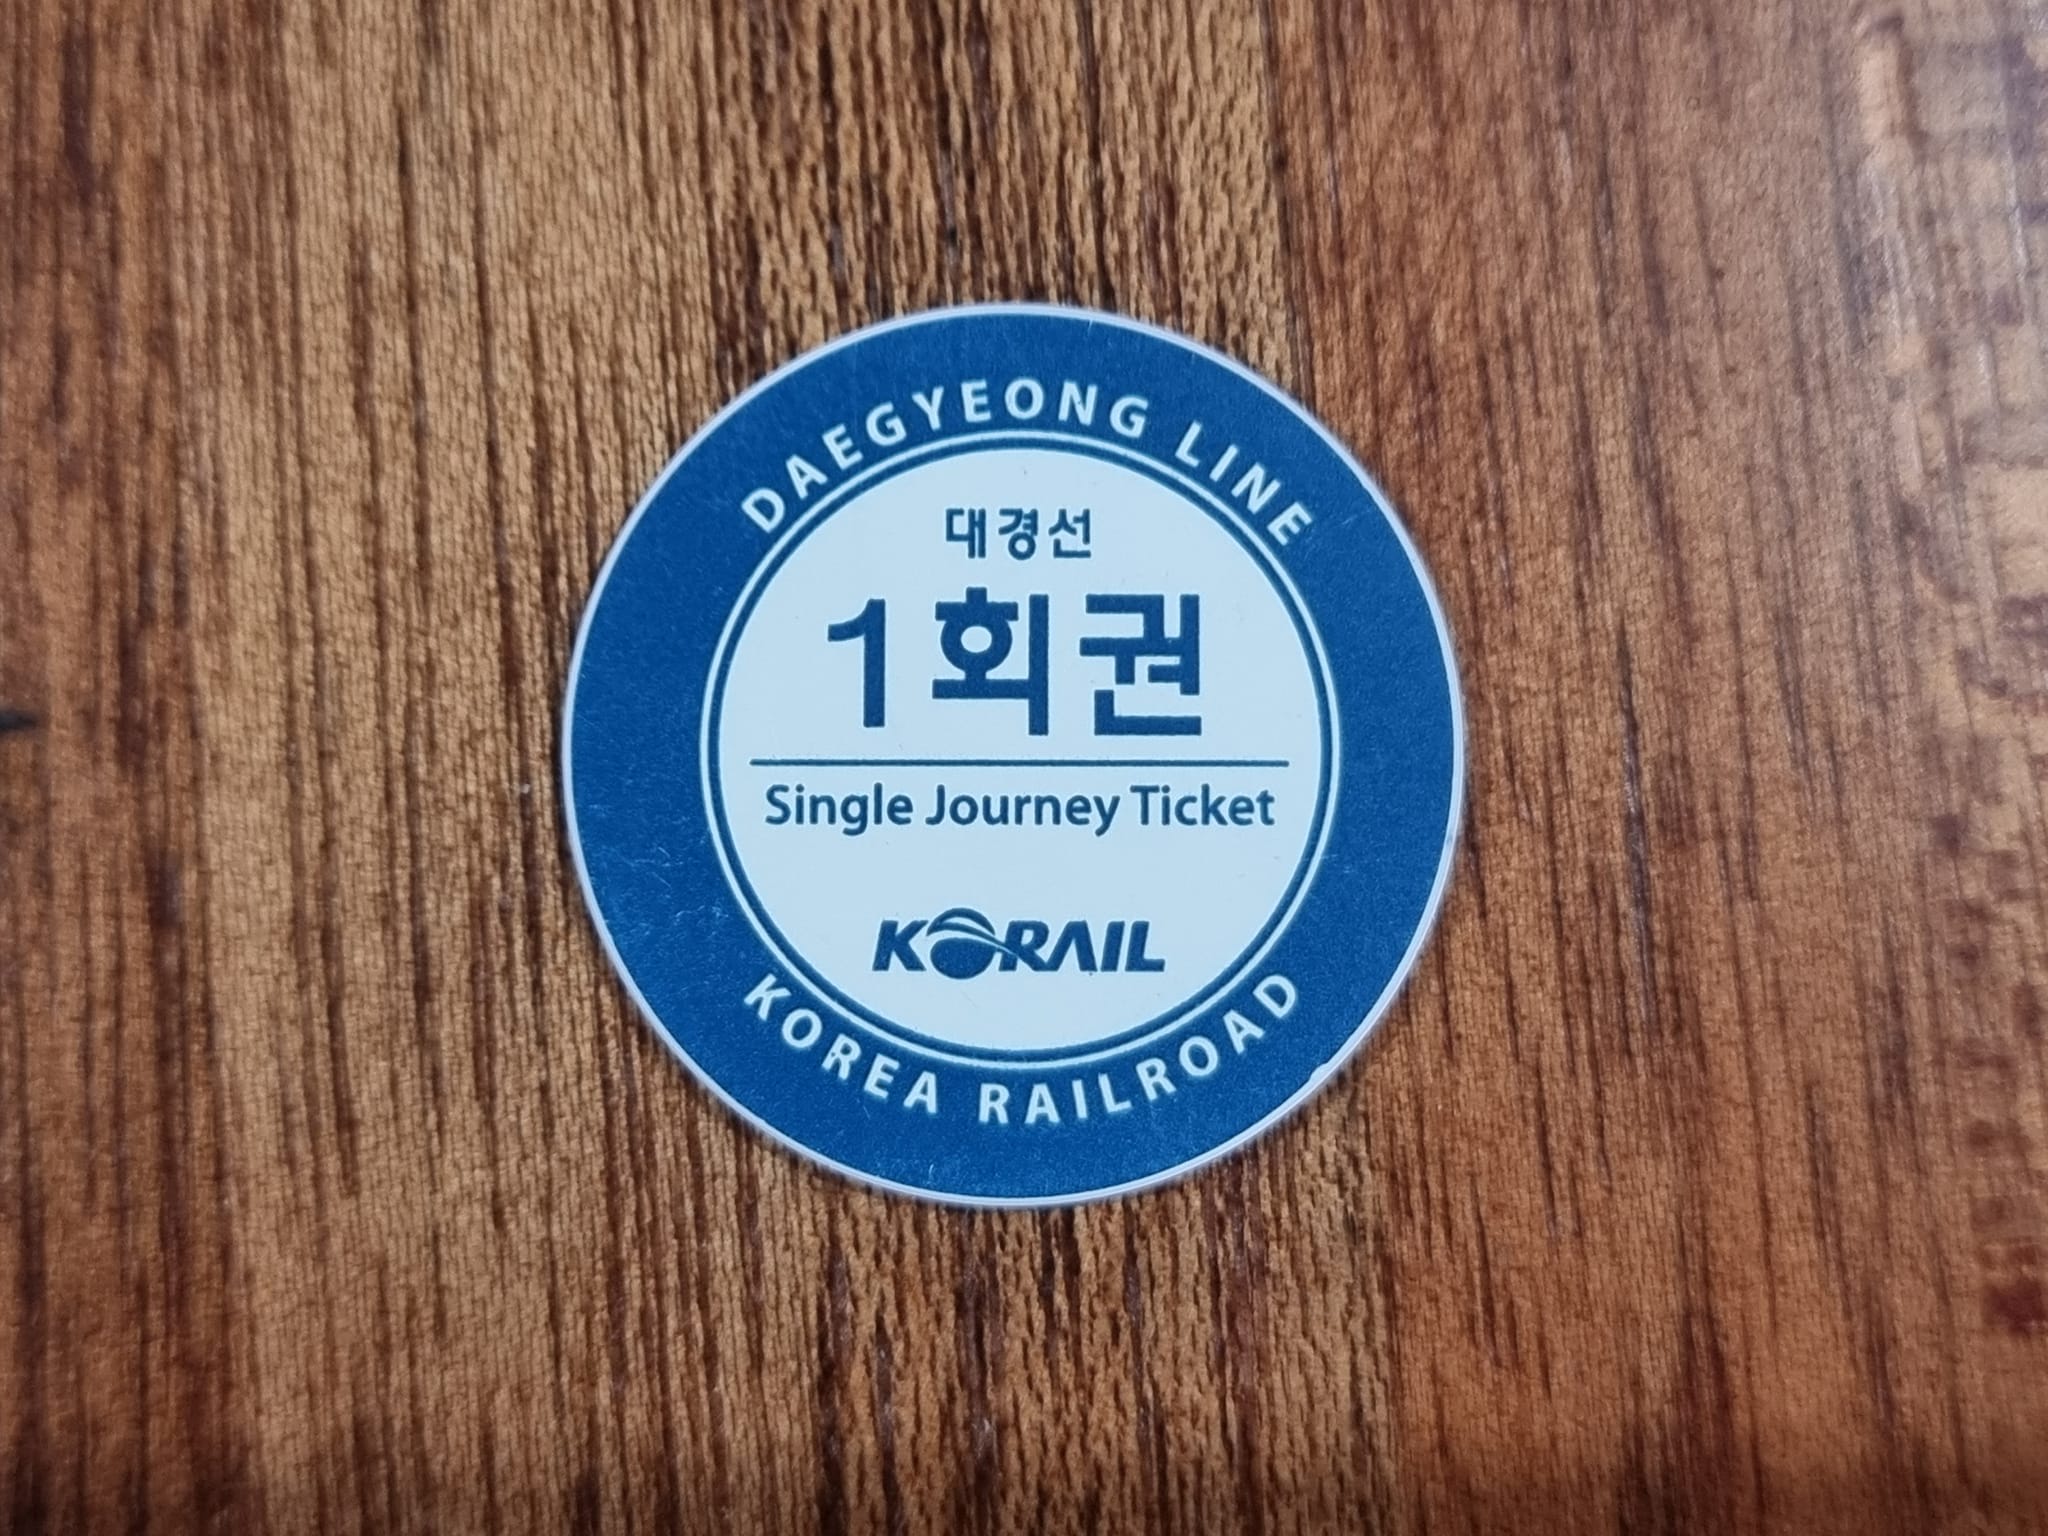 DAEGYEONG LINE
대경선
1회권
Single Journey Ticket
KORAIL
KOREA RAILROAD